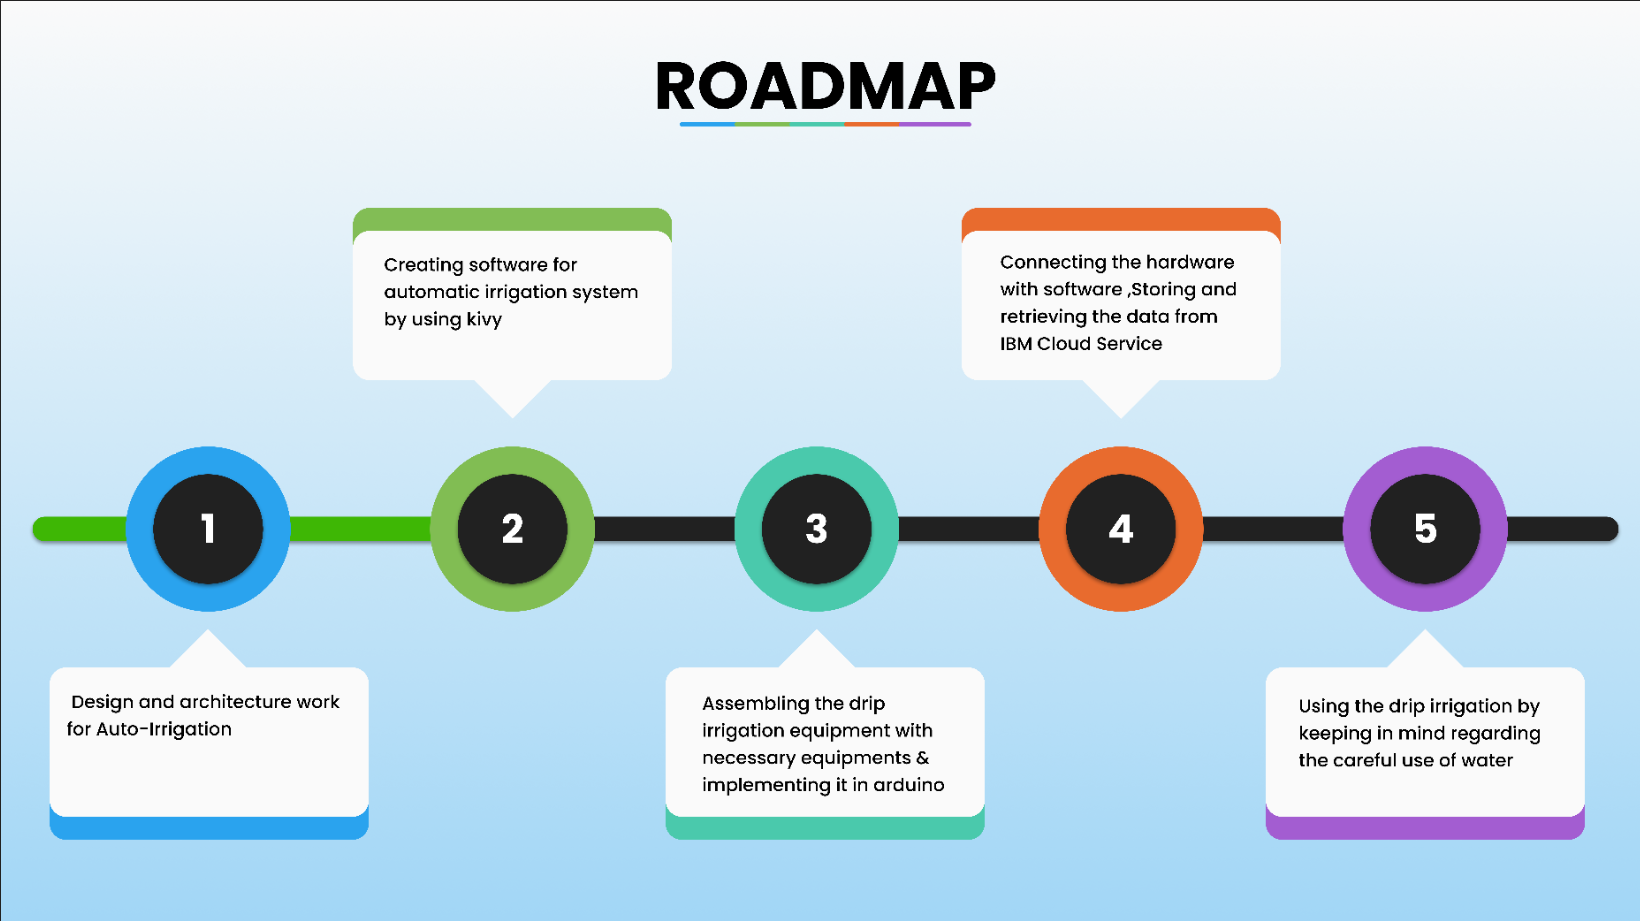 ROADMAP
Creating software for
automatic irrigation system
by using kivy
Connecting the hardware
with software ,Storing and
retrieving the data from
IBM Cloud Service
1
2
3
4
5
Design and architecture work
for Auto-Irrigation
Assembling the drip
irrigation equipment with
necessary equipments &
implementing it in arduino
Using the drip irrigation by
keeping in mind regarding
the careful use of water